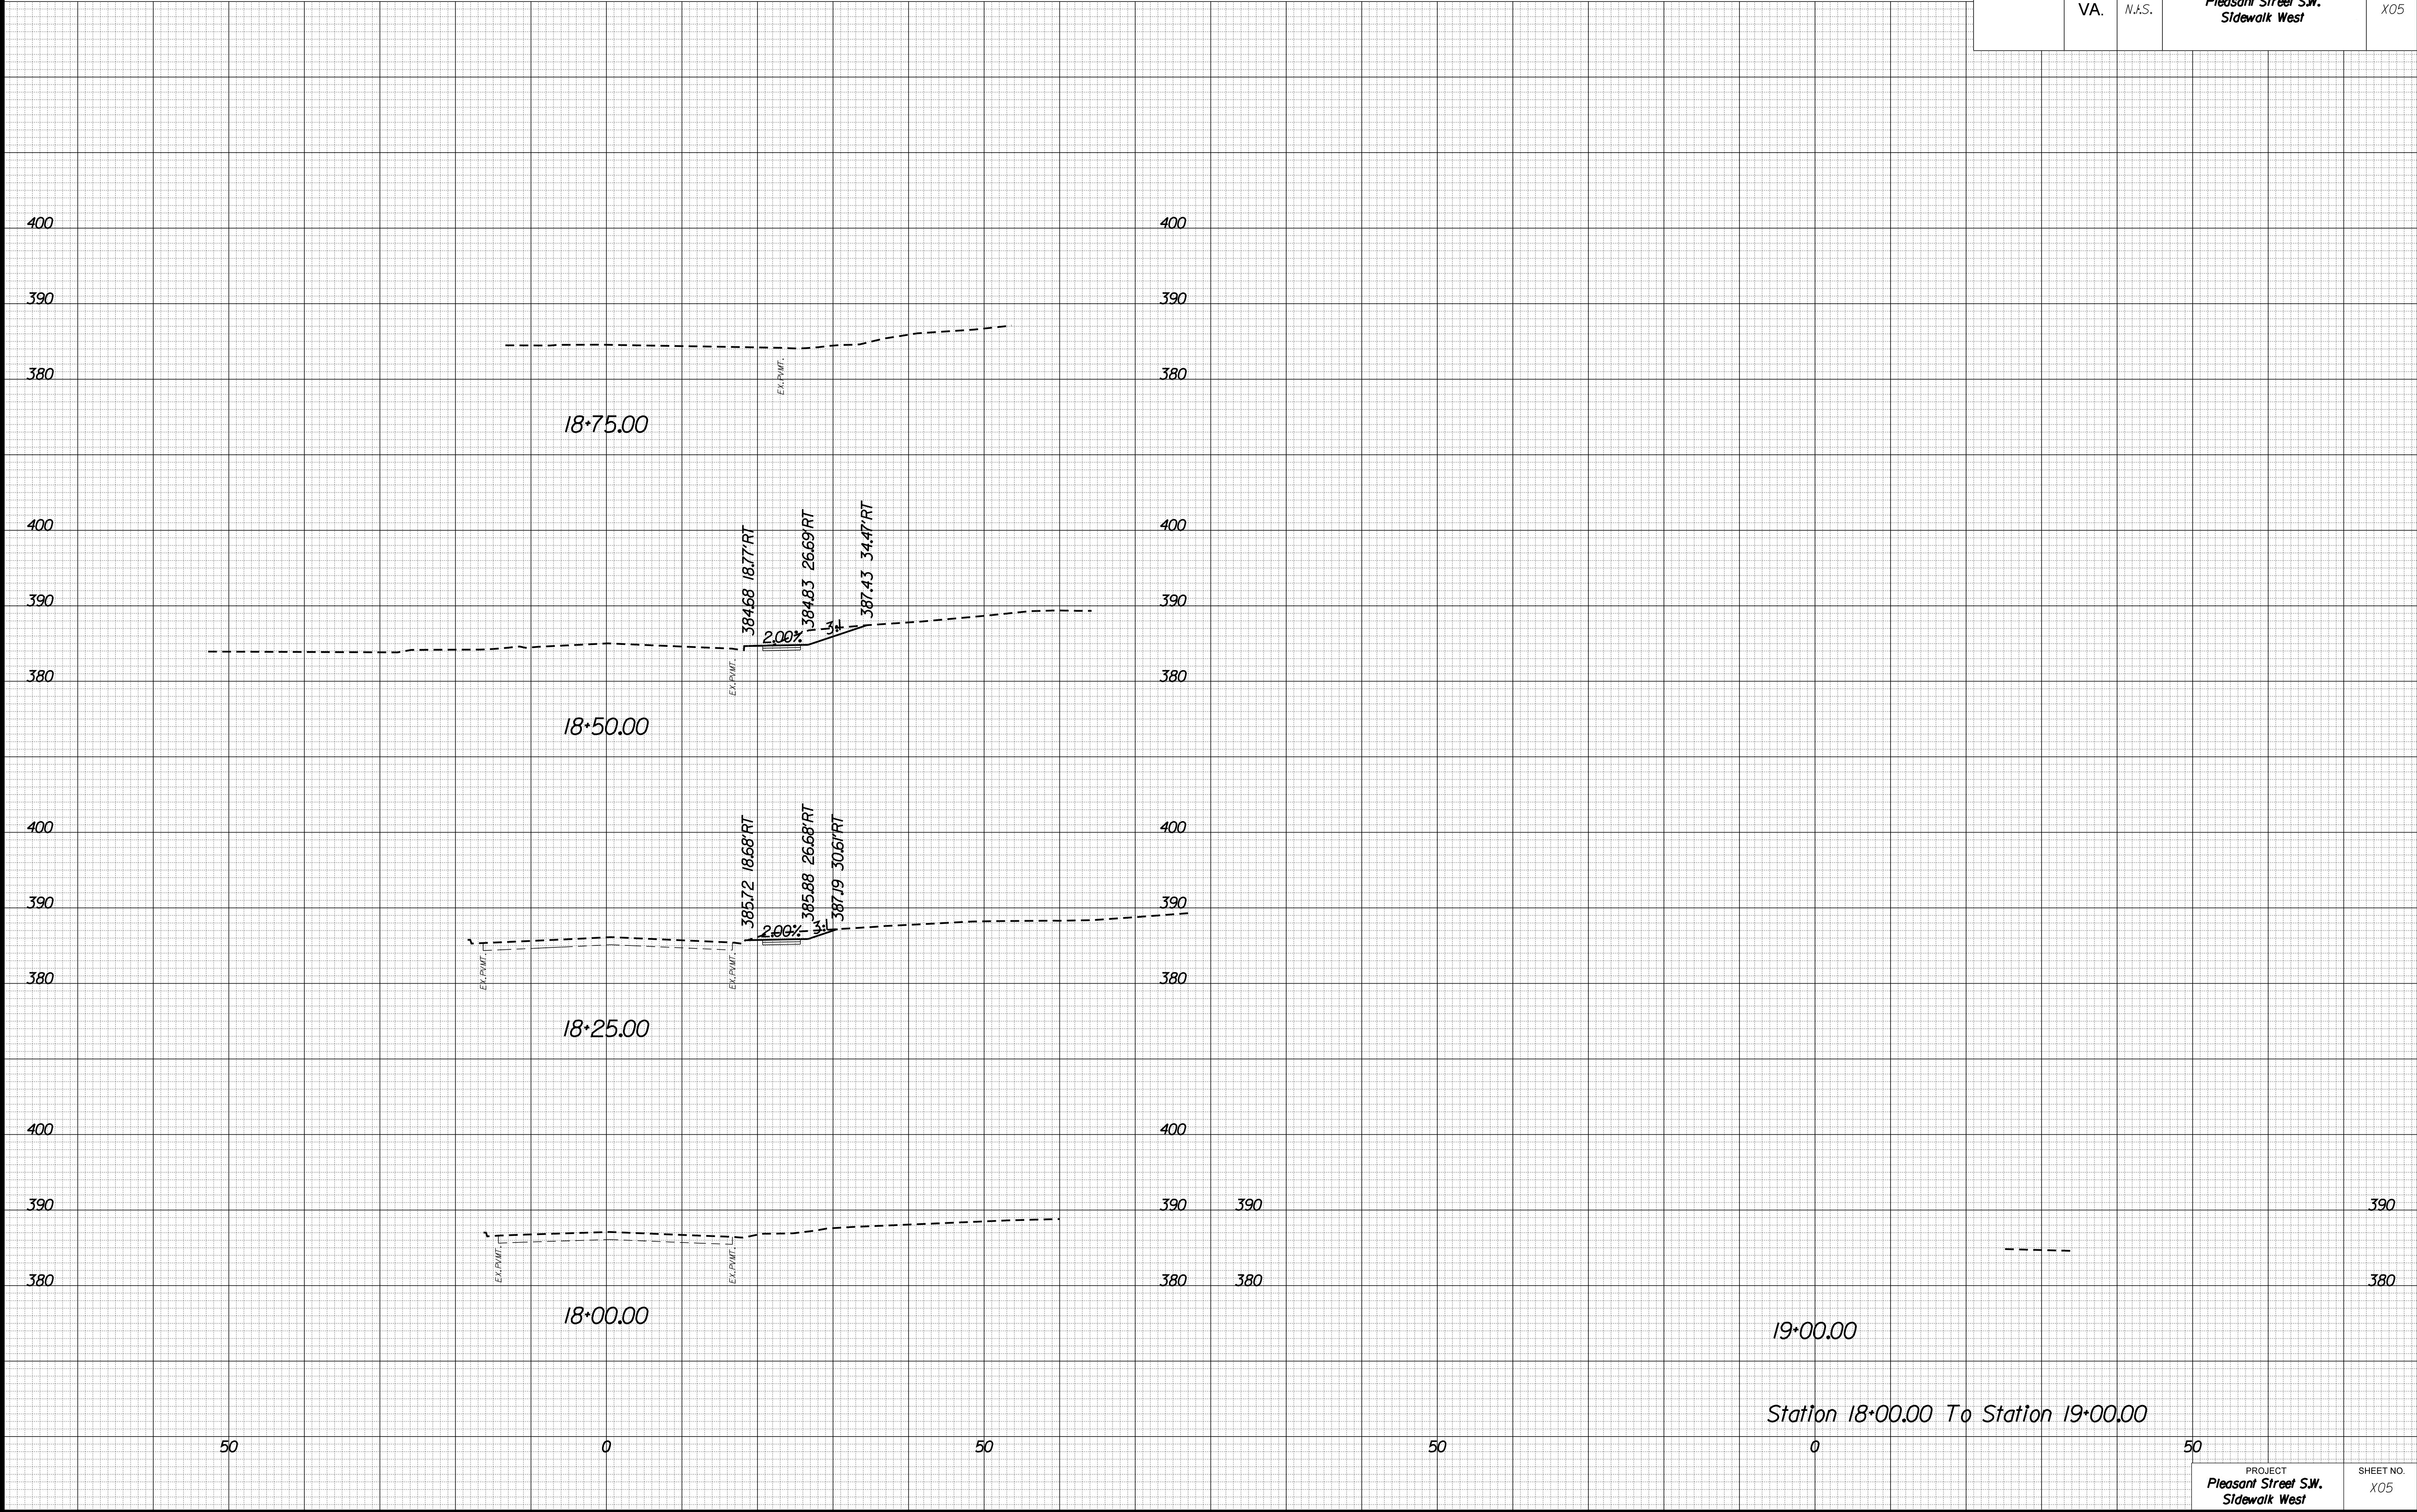 VA.
N.A.S.
Pleasant Street S.W.
Sidewalk West
X05
400 400
390 390
380 380
EX. PVMT.
18+75.00
384.68 18.77'RT
384.83 26.69'RT
387.43 34.47'RT
400 400
390 390
2.00%
3:1
380 380
EX. PVMT.
18+50.00
385.72 18.68'RT
385.88 26.68'RT
387.19 30.61'RT
400 400
390 390
2.00%
3:1
380 380
EX. PVMT.
EX. PVMT.
18+25.00
400 400
390 390 390 390
EX. PVMT.
EX. PVMT.
380 380 380 380
18+00.00
19+00.00
Station 18+00.00 To Station 19+00.00
50 0 50 50 0 50
PROJECT
Pleasant Street S.W.
Sidewalk West
SHEET NO.
X05